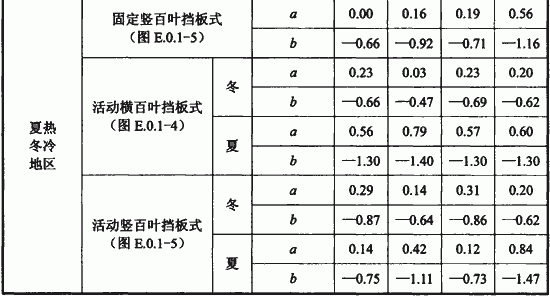 固定竖百叶挡板式 a 0.00 0.16 0.19 0.56
(图 E.0.1-5) b —0.66 —0.92 —0.71 —1.16
夏热
冬冷
地区
活动横百叶挡板式
(图 E.0.1-4)
冬 a 0.23 0.03 0.23 0.20
b —0.66 —0.47 —0.69 —0.62
夏 a 0.56 0.79 0.57 0.60
b —1.30 —1.40 —1.30 —1.30
活动竖百叶挡板式
(图 E.0.1-5)
冬 a 0.29 0.14 0.31 0.20
b —0.87 —0.64 —0.86 —0.62
夏 a 0.14 0.42 0.12 0.84
b —0.75 —1.11 —0.73 —1.47